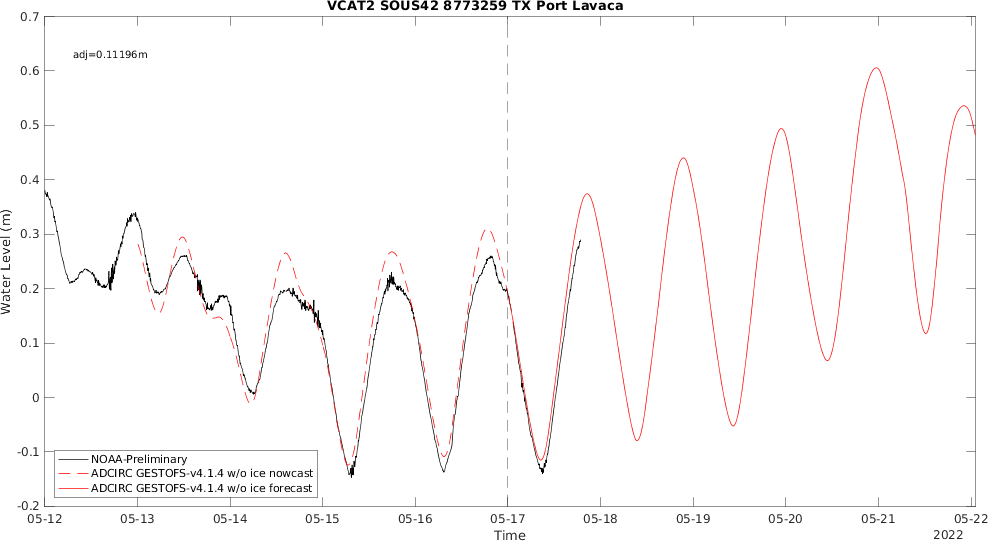 VCAT2 SOUS42 8773259 TX Port Lavaca
0.7
adj=0.11196m
0.6
0.5
0.4
0.3
0.2
0.1
0
-0.1
-0.2
Water Level (m)
NOAA-Preliminary
ADCIRC GESTOFS-v4.1.4 w/o ice nowcast
ADCIRC GESTOFS-v4.1.4 w/o ice forecast
05-12 05-13 05-14 05-15 05-16 05-17 05-18 05-19 05-20 05-21 05-22
Time
2022